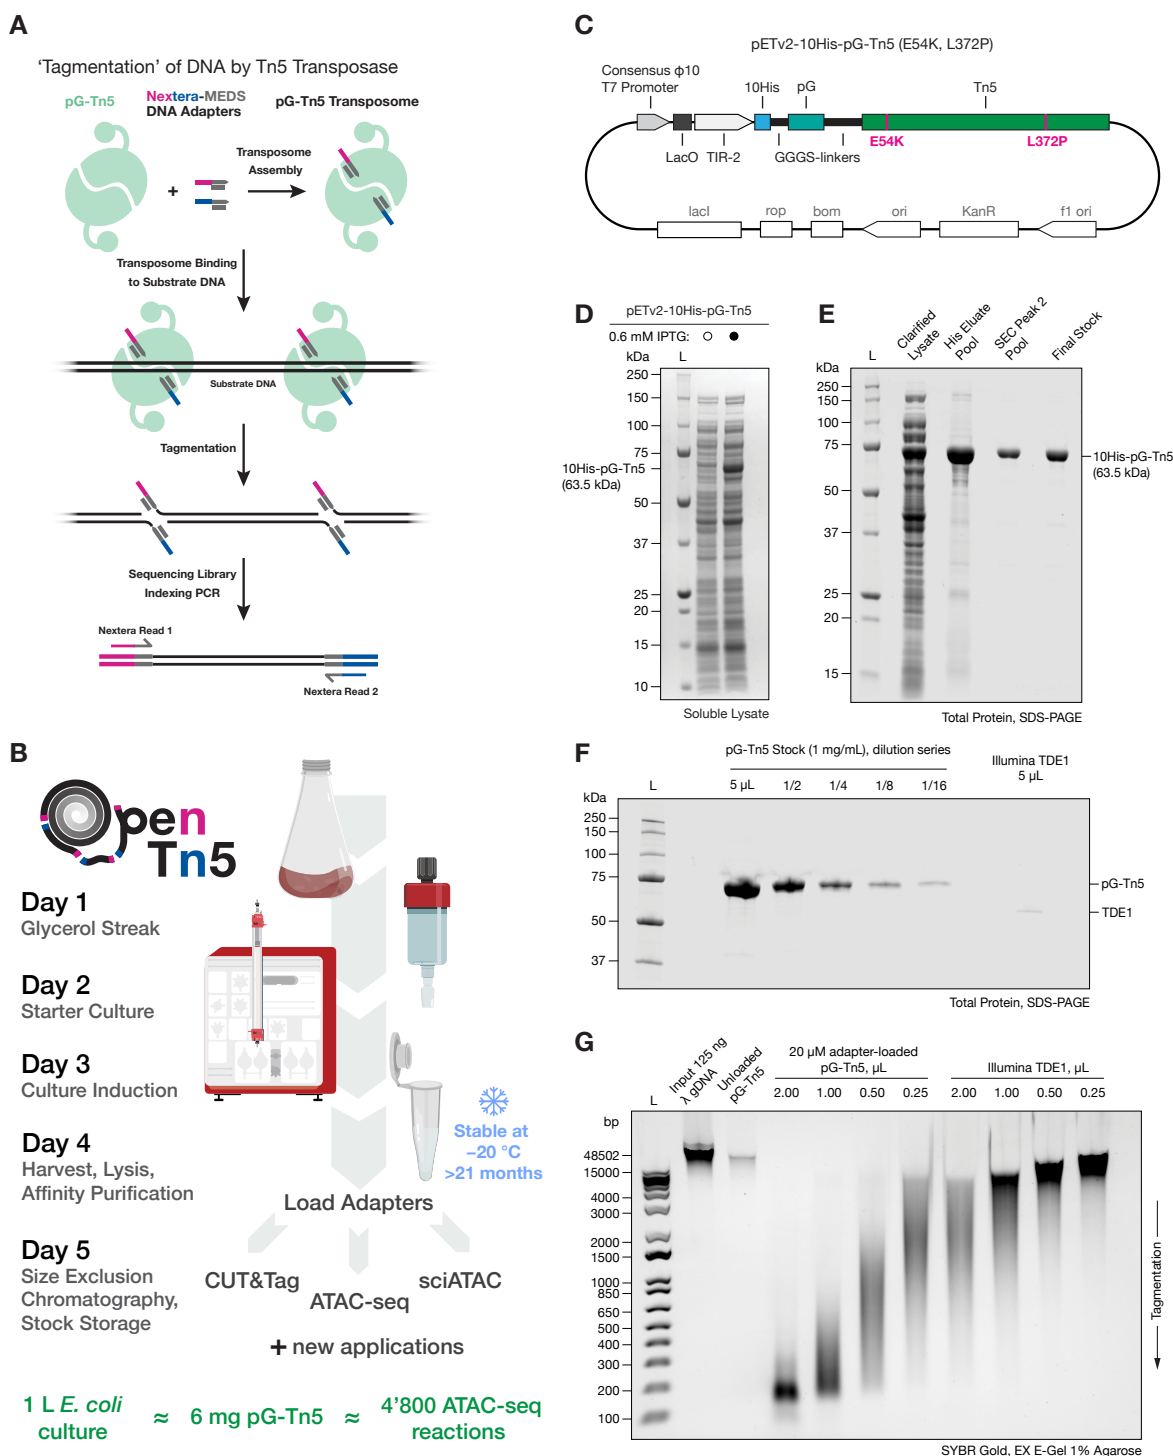 A
'Tagmentation' of DNA by Tn5 Transposase
pG-Tn5
Nextera-MEDS
DNA Adapters
pG-Tn5 Transposome
+
Transposome
Assembly
Transposome Binding
to Substrate DNA
Substrate DNA
Tagmentation
Sequencing Library
Indexing PCR
Nextera Read 1
Nextera Read 2
B
Open
Tn5
Day 1
Glycerol Streak
Day 2
Starter Culture
Day 3
Culture Induction
Day 4
Harvest, Lysis,
Affinity Purification
Day 5
Size Exclusion
Chromatography,
Stock Storage
Stable at
−20 °C
>21 months
Load Adapters
CUT&Tag
ATAC-seq
sciATAC
+ new applications
1 L E. coli
culture
≈
6 mg pG-Tn5
≈
4'800 ATAC-seq
reactions
C
pETv2-10His-pG-Tn5 (E54K, L372P)
Consensus ϕ10
T7 Promoter
10His
pG
Tn5
LacO
TIR-2
GGGS-linkers
E54K
L372P
lacI
rop
bom
ori
KanR
f1 ori
D
pETv2-10His-pG-Tn5
0.6 mM IPTG:
kDa
L
250
150
100
75
10His-pG-Tn5
(63.5 kDa)
50
37
25
20
15
10
Soluble Lysate
E
L
Clarified
Lysate
His Eluate
Pool
SEC Peak 2
Pool
Final Stock
kDa
250
150
100
75
50
37
25
20
15
10His-pG-Tn5
(63.5 kDa)
Total Protein, SDS-PAGE
F
pG-Tn5 Stock (1 mg/mL), dilution series
Illumina TDE1
5 µL
L
5 µL
1/2
1/4
1/8
1/16
kDa
250
150
100
75
50
37
pG-Tn5
TDE1
Total Protein, SDS-PAGE
G
L
Input 125 ng
λ gDNA
Unloaded
pG-Tn5
20 µM adapter-loaded
pG-Tn5, µL
2.00
1.00
0.50
0.25
Illumina TDE1, µL
2.00
1.00
0.50
0.25
bp
48502
15000
4000
3000
2000
1500
1000
850
650
500
400
300
200
100
Tagmentation
SYBR Gold, EX E-Gel 1% Agarose